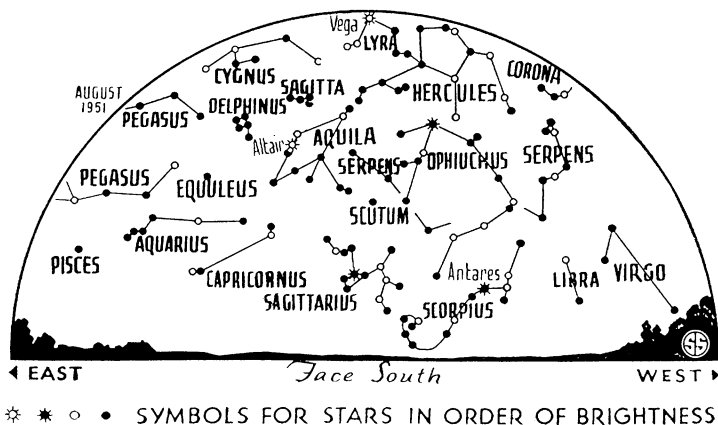 Vega
LYRA
CYGNUS
CORONA
SAGITTA
HERCULES
AUGUST
1951
DELPHINUS
PEGASUS
AQUILA
Altair
SERPENS
OPHIUCHUS
SERPENS
PEGASUS
EQUULEUS
SCUTUM
AQUARIUS
PISCES
CAPRICORNUS
Antares
LIBRA
VIRGO
SAGITTARIUS
SCORPIUS
SS
EAST
Face South
WEST
SYMBOLS FOR STARS IN ORDER OF BRIGHTNESS